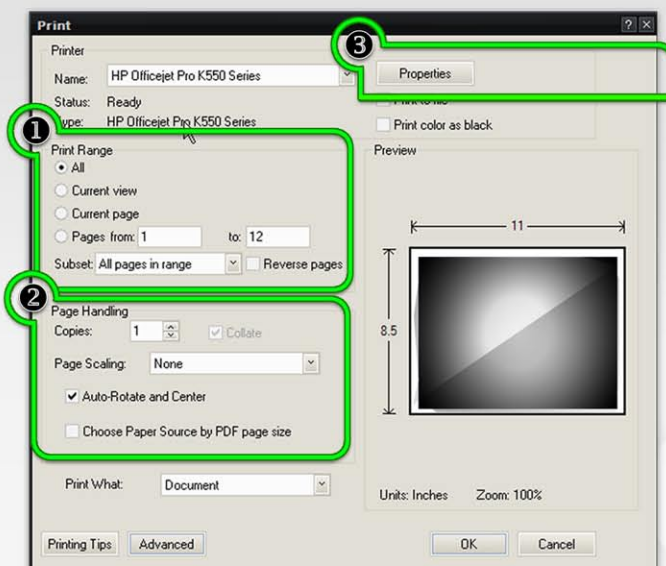 Print
? ×
3
Printer
Name: HP Officejet Pro K550 Series
Properties
Status: Ready
Type: HP Officejet Pro K550 Series
Print to file
Print color as black
1
Print Range
All
Current view
Current page
Pages from: 1 to: 12
Subset: All pages in range Reverse pages
2
Page Handling
Copies: 1 Collate
Page Scaling: None
Auto-Rotate and Center
Choose Paper Source by PDF page size
Print What: Document
Preview
11
8.5
Units: Inches Zoom: 100%
Printing Tips Advanced OK Cancel